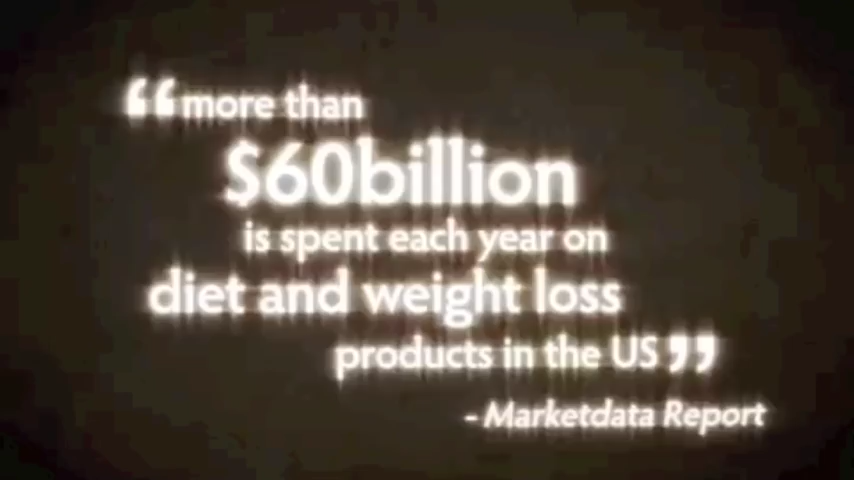 “more than
$60billion
is spent each year on
diet and weight loss
products in the US”
- Marketdata Report